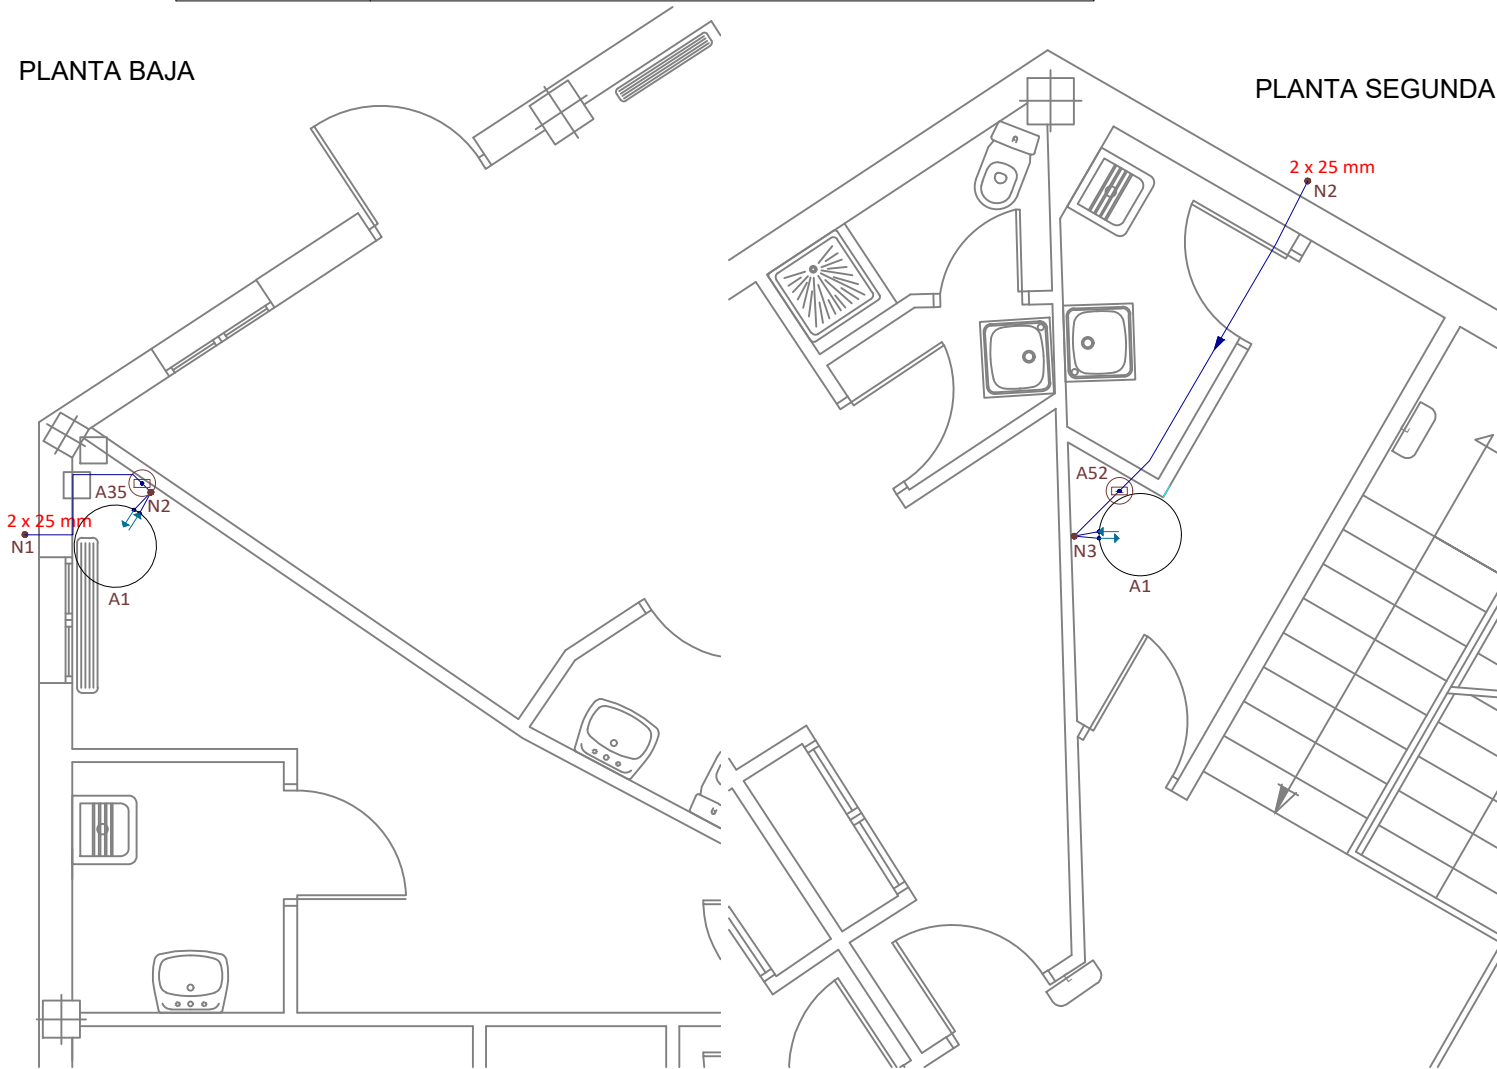 PLANTA BAJA
PLANTA SEGUNDA
2 x 25 mm
N2
A35
N2
2 x 25 mm
N1
A1
A52
N3
A1